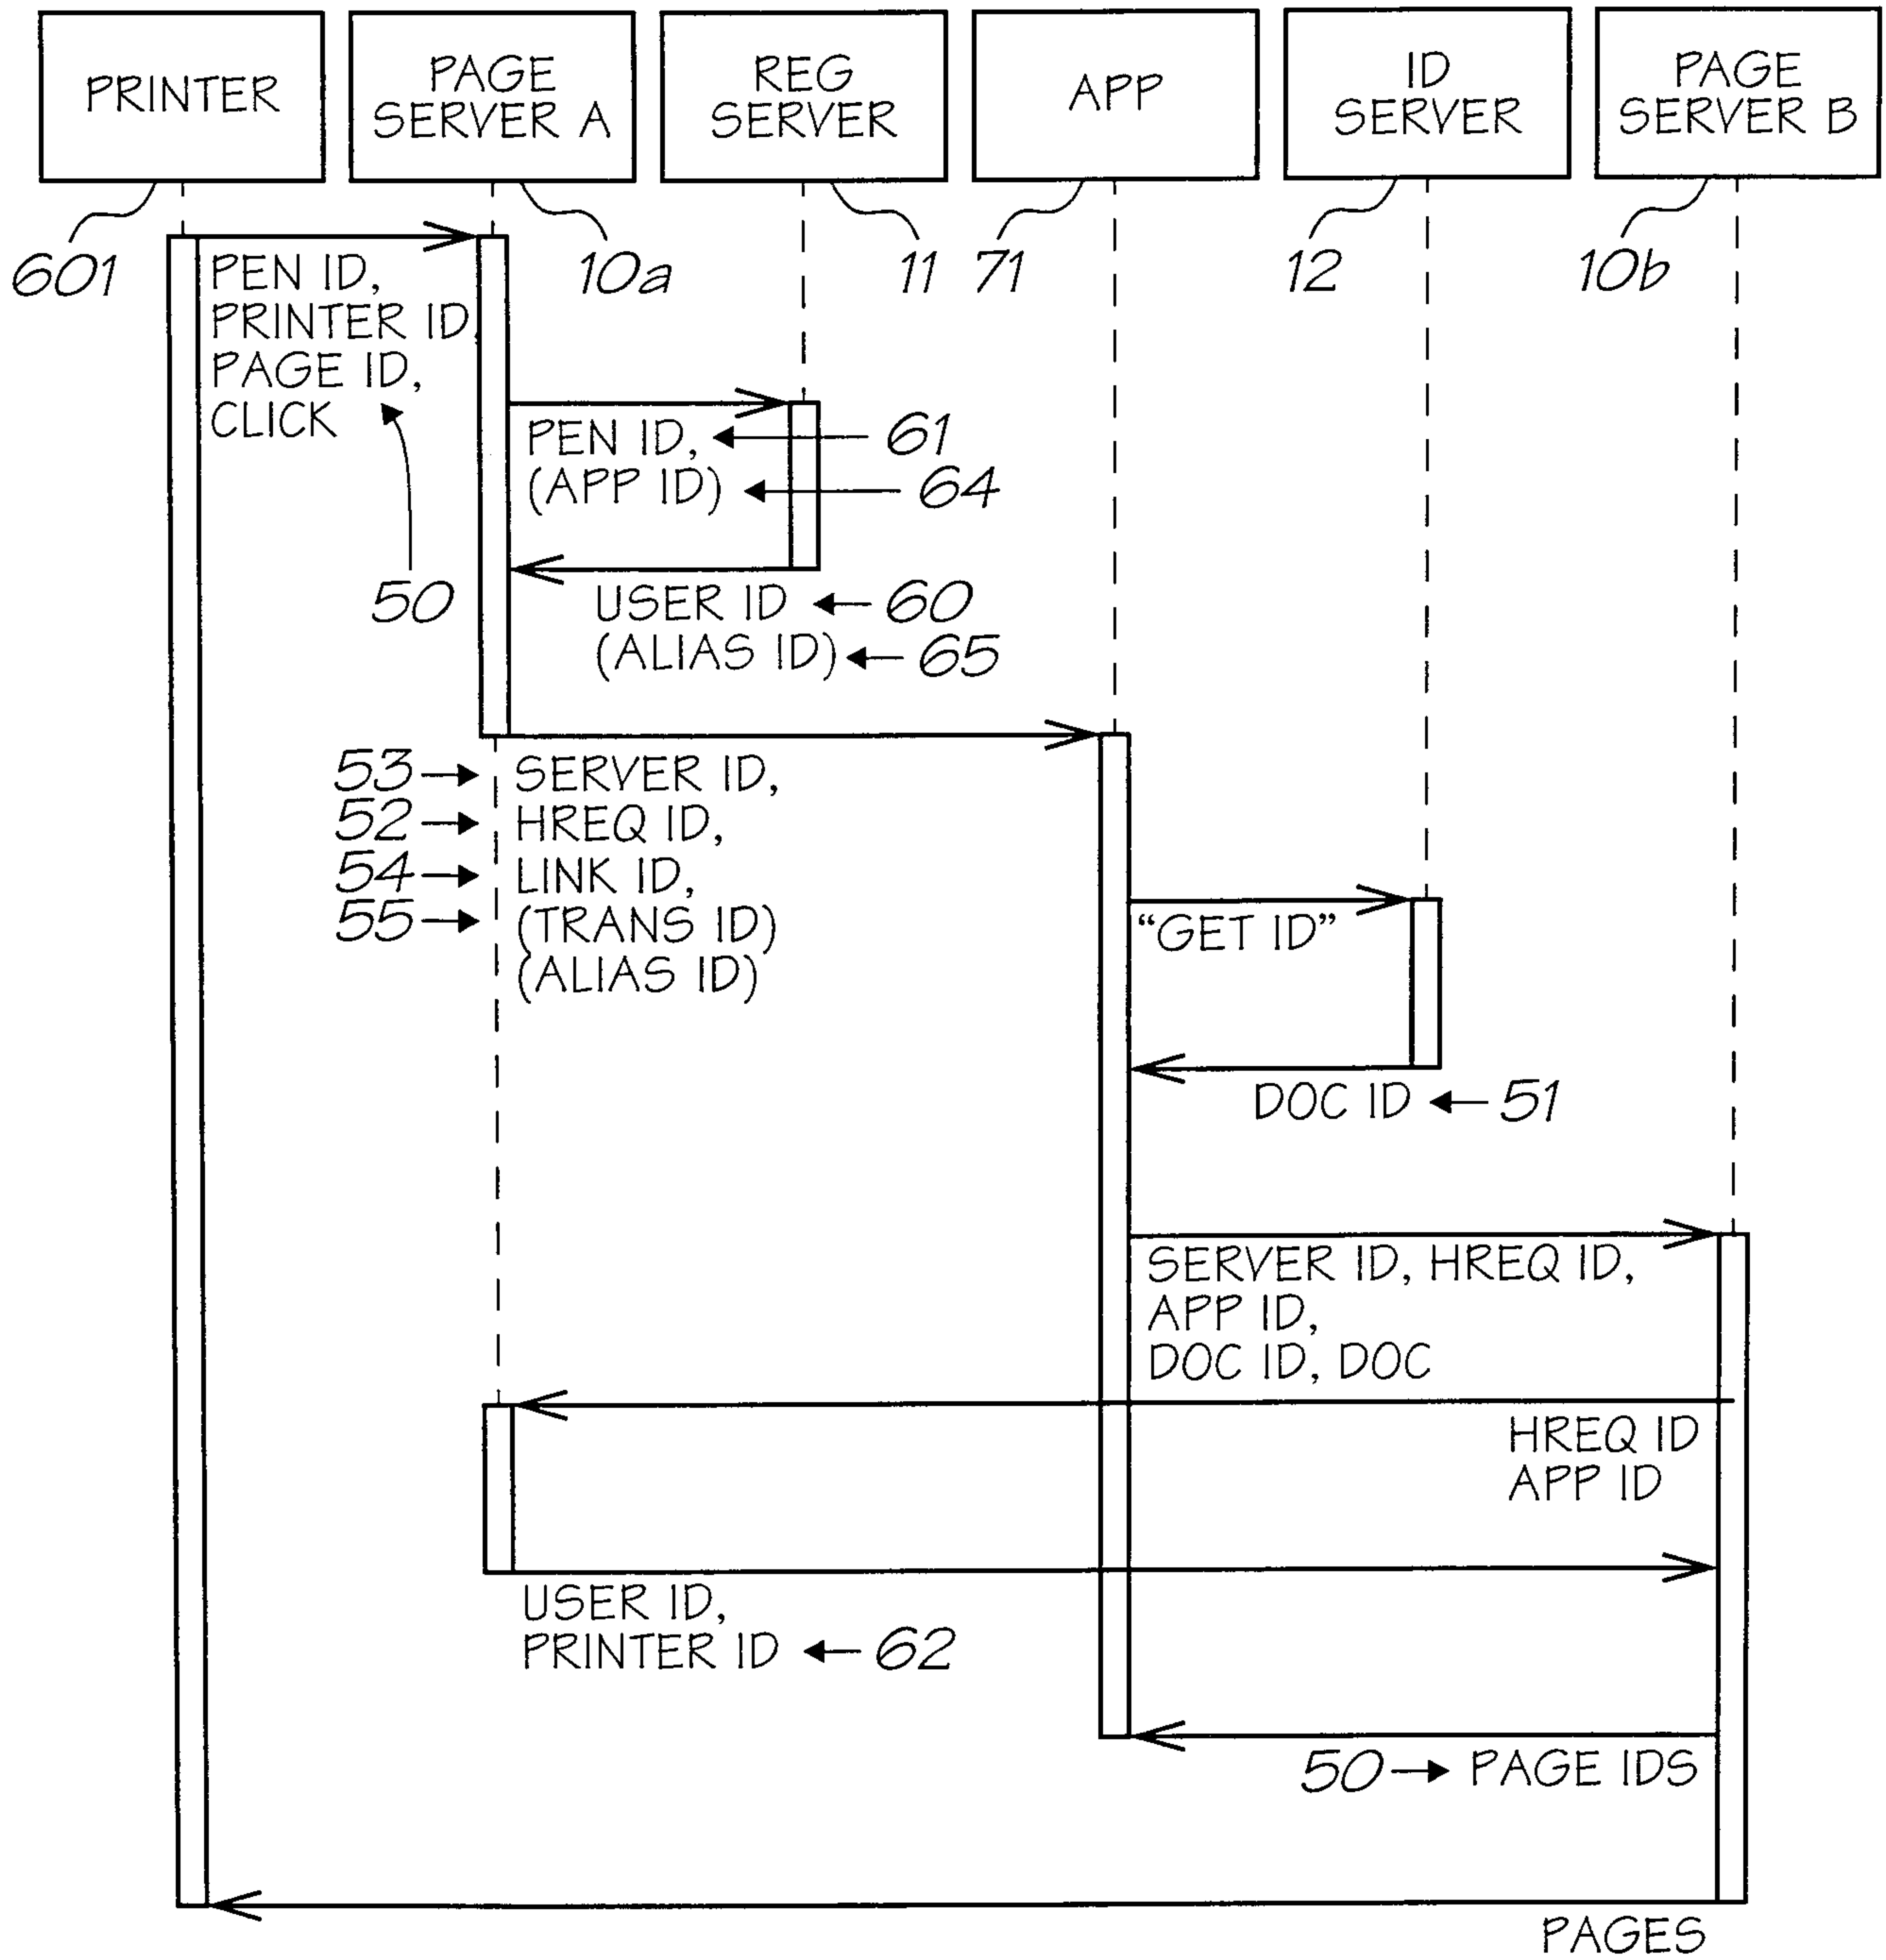 PRINTER
PAGE
SERVER A
REG
SERVER
APP
ID
SERVER
PAGE
SERVER B
601
10a
11
71
12
10b
PEN ID,
PRINTER ID
PAGE ID,
CLICK
50
PEN ID, 61
(APP ID) 64
USER ID 60
(ALIAS ID) 65
53 SERVER ID,
52 HREQ ID,
54 LINK ID,
55 (TRANS ID)
(ALIAS ID)
“GET ID”
DOC ID 51
SERVER ID, HREQ ID,
APP ID,
DOC ID, DOC
HREQ ID
APP ID
USER ID,
PRINTER ID 62
50 PAGE IDS
PAGES